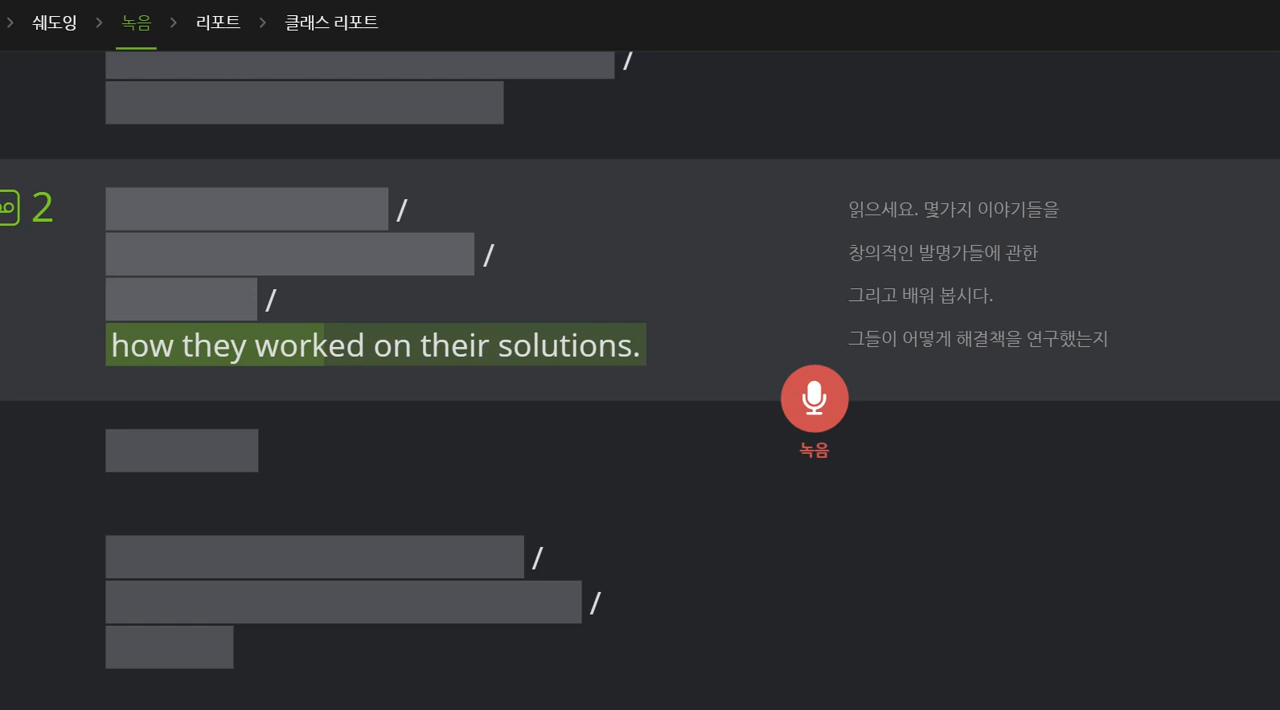 쉐도잉 > 녹음 > 리포트 > 클래스 리포트
/
2
/
/
/
how they worked on their solutions.
읽으세요. 몇가지 이야기들을
창의적인 발명가들에 관한
그리고 배워 봅시다.
그들이 어떻게 해결책을 연구했는지
녹음
/
/